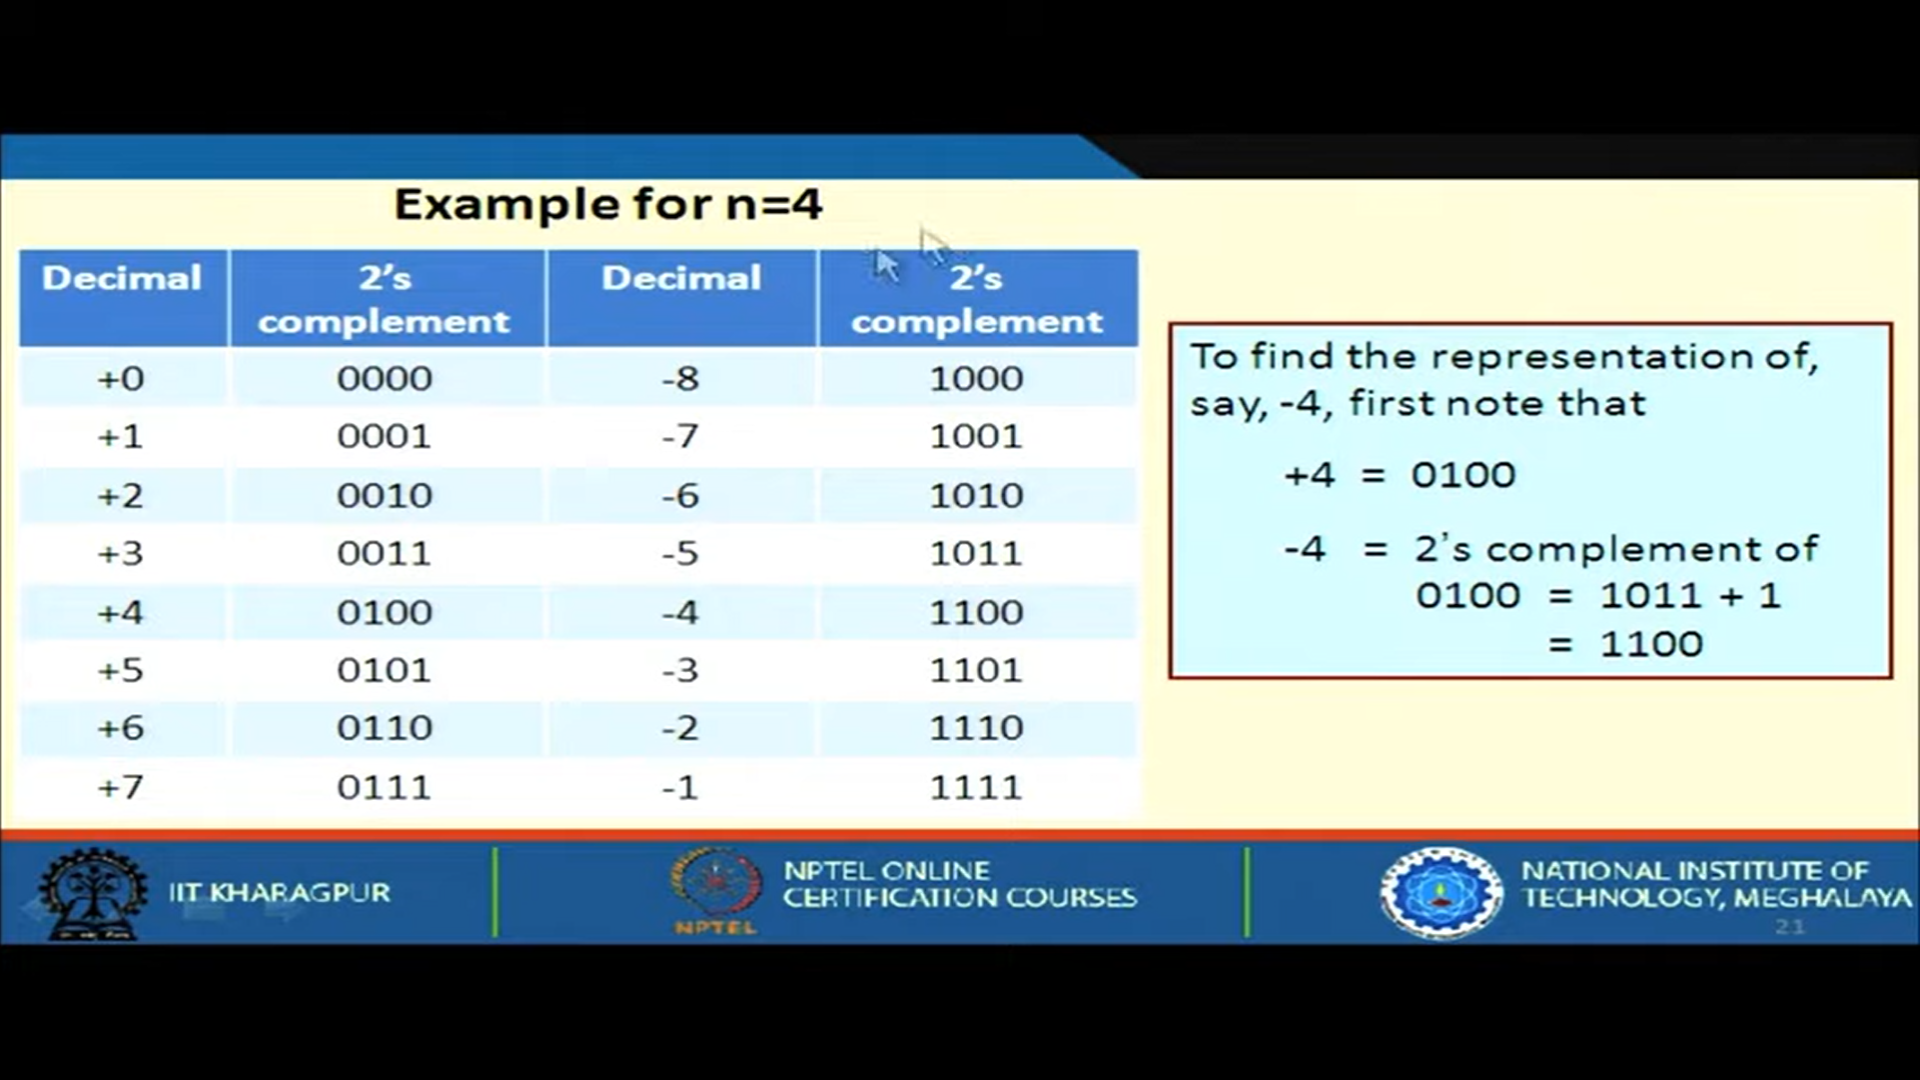 Example for n=4
Decimal 2's complement Decimal 2's complement
+0 0000 -8 1000
+1 0001 -7 1001
+2 0010 -6 1010
+3 0011 -5 1011
+4 0100 -4 1100
+5 0101 -3 1101
+6 0110 -2 1110
+7 0111 -1 1111
To find the representation of,
say, -4, first note that
+4 = 0100
-4 = 2's complement of
0100 = 1011 + 1
= 1100
IIT KHARAGPUR
NPTEL
NPTEL ONLINE
CERTIFICATION COURSES
NATIONAL INSTITUTE OF
TECHNOLOGY, MEGHALAYA
21